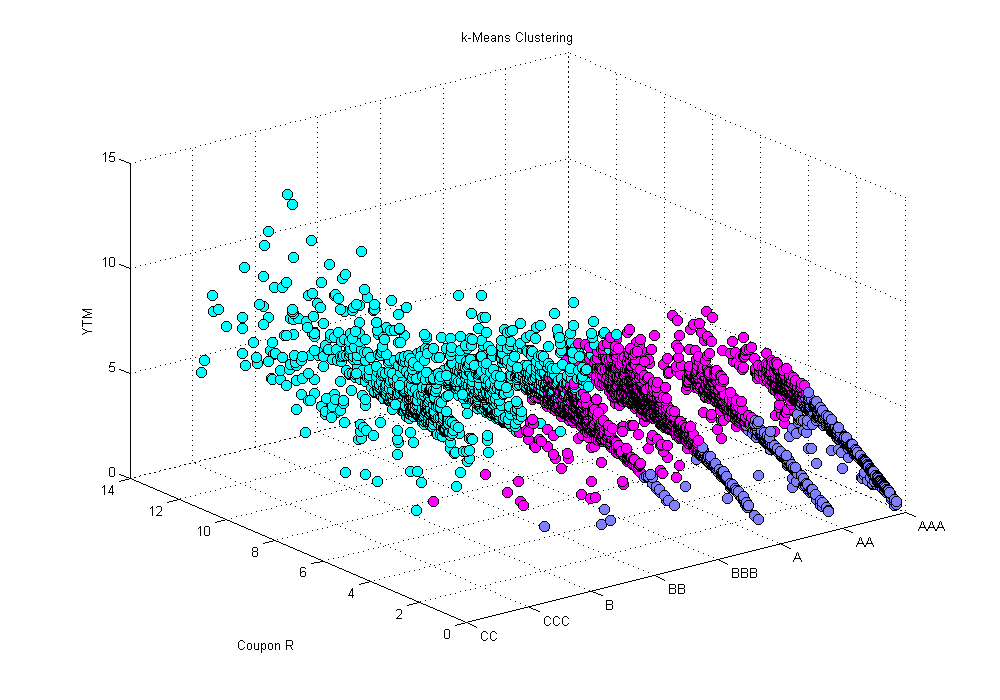 k-Means Clustering
15
10
5
0
YTM
14
12
10
8
6
4
2
0
Coupon R
CC
CCC
B
BB
BBB
A
AA
AAA